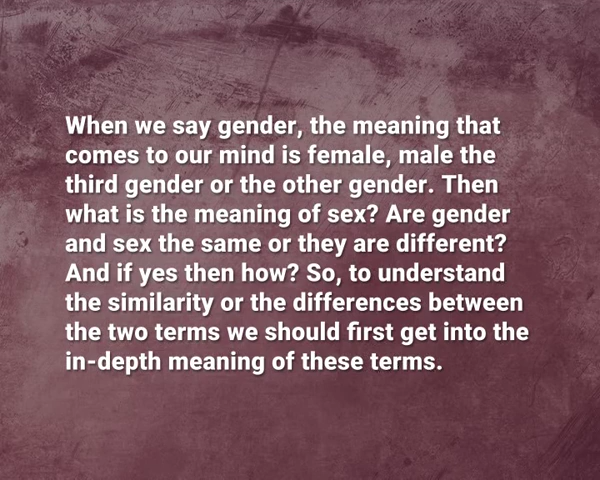 When we say gender, the meaning that
comes to our mind is female, male the
third gender or the other gender. Then
what is the meaning of sex? Are gender
and sex the same or they are different?
And if yes then how? So, to understand
the similarity or the differences between
the two terms we should first get into the
in-depth meaning of these terms.